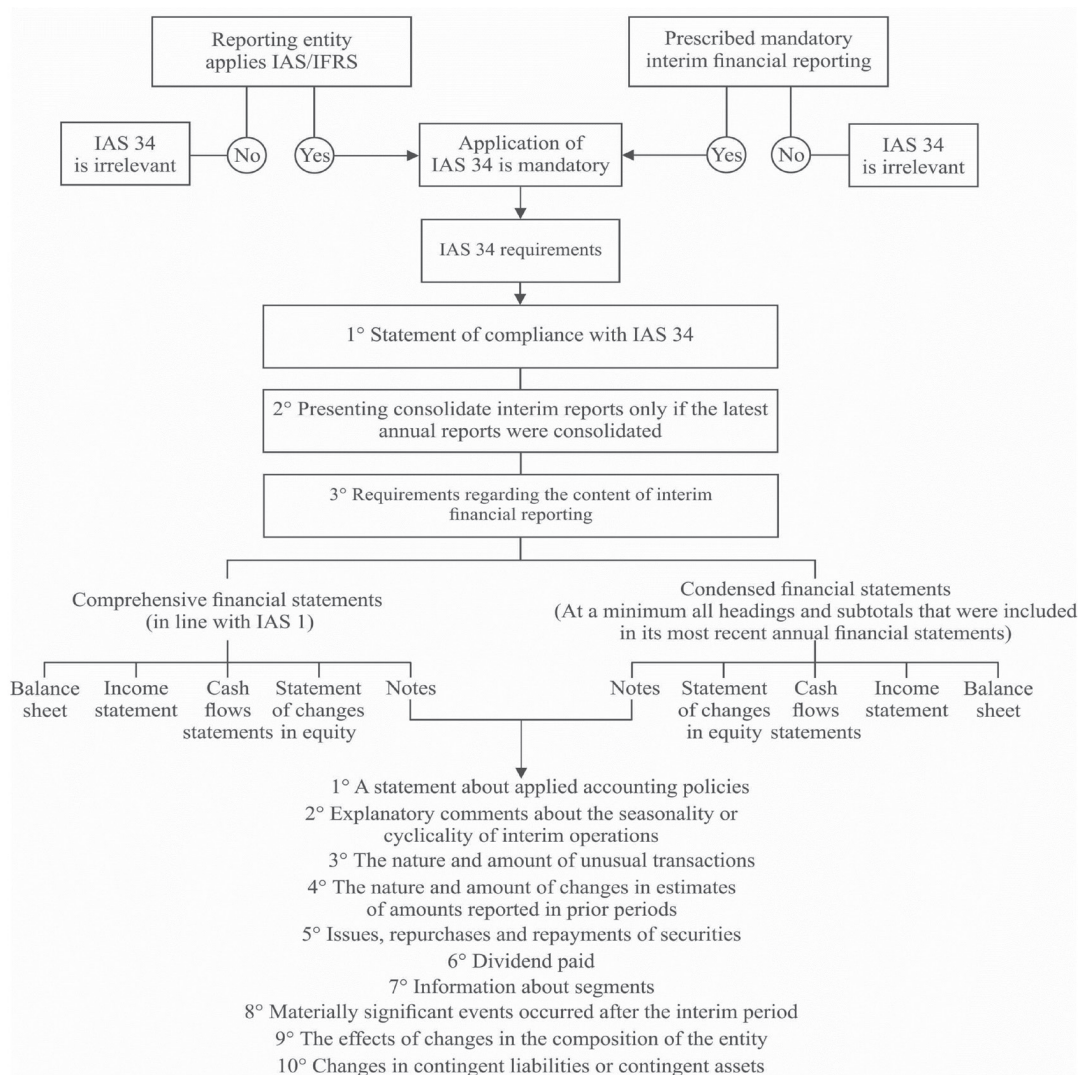 Reporting entity
applies IAS/IFRS
Prescribed mandatory
interim financial reporting
IAS 34
is irrelevant
No
Yes
Application of
IAS 34 is mandatory
Yes
No
IAS 34
is irrelevant
IAS 34 requirements
1° Statement of compliance with IAS 34
2° Presenting consolidate interim reports only if the latest
annual reports were consolidated
3° Requirements regarding the content of interim
financial reporting
Comprehensive financial statements
(in line with IAS 1)
Condensed financial statements
(At a minimum all headings and subtotals that were included
in its most recent annual financial statements)
Balance
sheet
Income
statement
Cash
flows
statements
Statement
of changes
in equity
Notes
Notes
Statement
of changes
in equity
Cash
flows
statements
Income
statement
Balance
sheet
1° A statement about applied accounting policies
2° Explanatory comments about the seasonality or
cyclicality of interim operations
3° The nature and amount of unusual transactions
4° The nature and amount of changes in estimates
of amounts reported in prior periods
5° Issues, repurchases and repayments of securities
6° Dividend paid
7° Information about segments
8° Materially significant events occurred after the interim period
9° The effects of changes in the composition of the entity
10° Changes in contingent liabilities or contingent assets